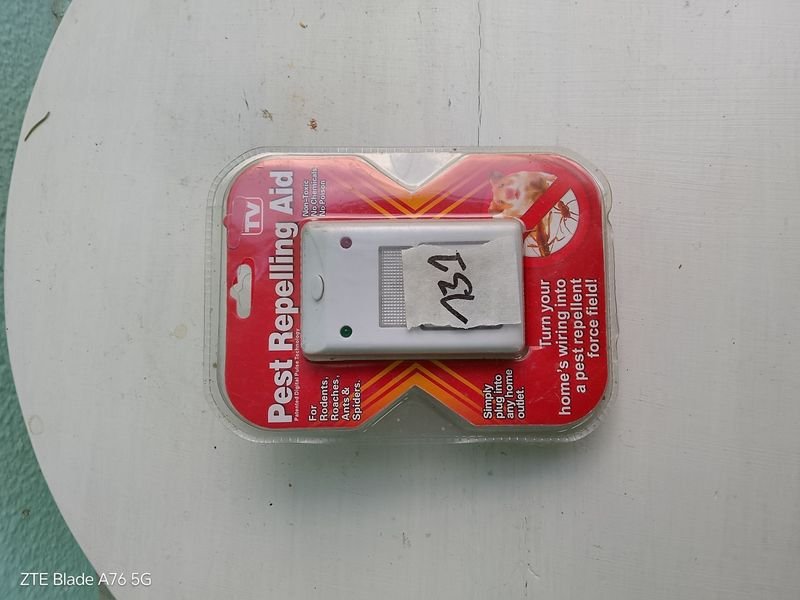 TV
Pest Repelling Aid
Patented Digital Pulse Technology
Non-Toxic
No Chemicals
No Poison
For
Rodents,
Roaches,
Ants &
Spiders.
131
Simply
plug into
any home
outlet.
Turn your
home's wiring into
a pest repellent
force field!
ZTE Blade A76 5G